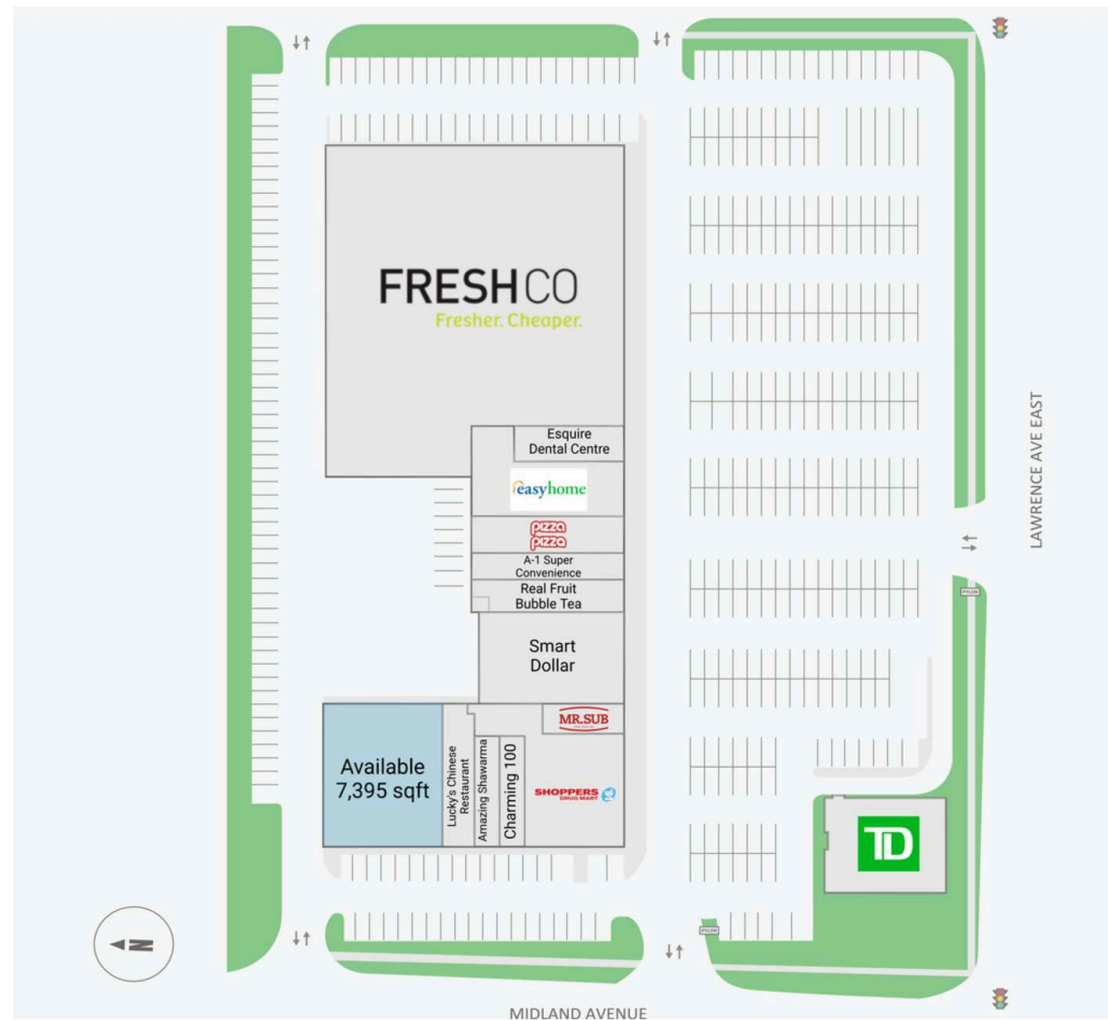 FRESHCO
Fresher. Cheaper.
Esquire
Dental Centre
easyhome
pizza
pizza
A-1 Super
Convenience
Real Fruit
Bubble Tea
Smart
Dollar
MR.SUB
Available
7,395 sqft
Lucky's Chinese
Restaurant
Amazing Shawarma
Charming 100
SHOPPERS
DRUG MART
TD
PYLON
PYLON
LAWRENCE AVE EAST
N
MIDLAND AVENUE